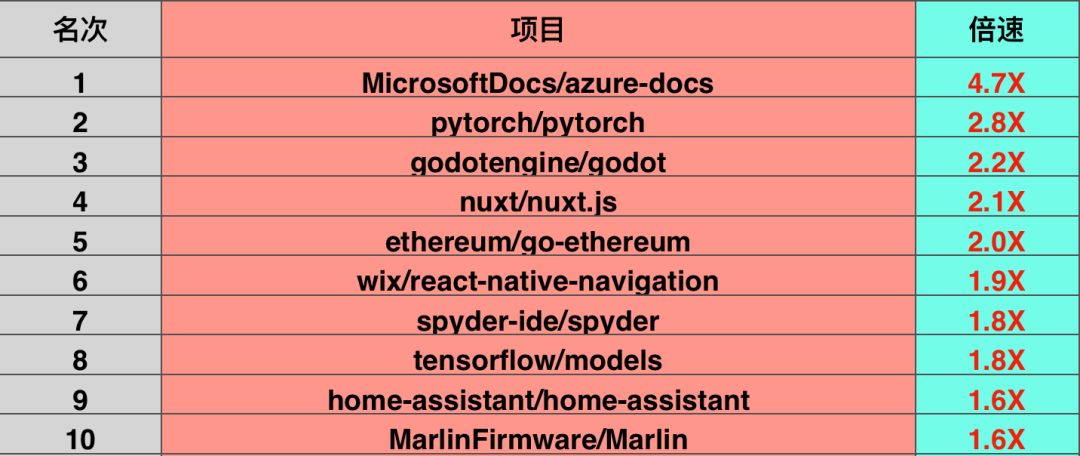 名次 项目 倍速
1 MicrosoftDocs/azure-docs 4.7X
2 pytorch/pytorch 2.8X
3 godotengine/godot 2.2X
4 nuxt/nuxt.js 2.1X
5 ethereum/go-ethereum 2.0X
6 wix/react-native-navigation 1.9X
7 spyder-ide/spyder 1.8X
8 tensorflow/models 1.8X
9 home-assistant/home-assistant 1.6X
10 MarlinFirmware/Marlin 1.6X